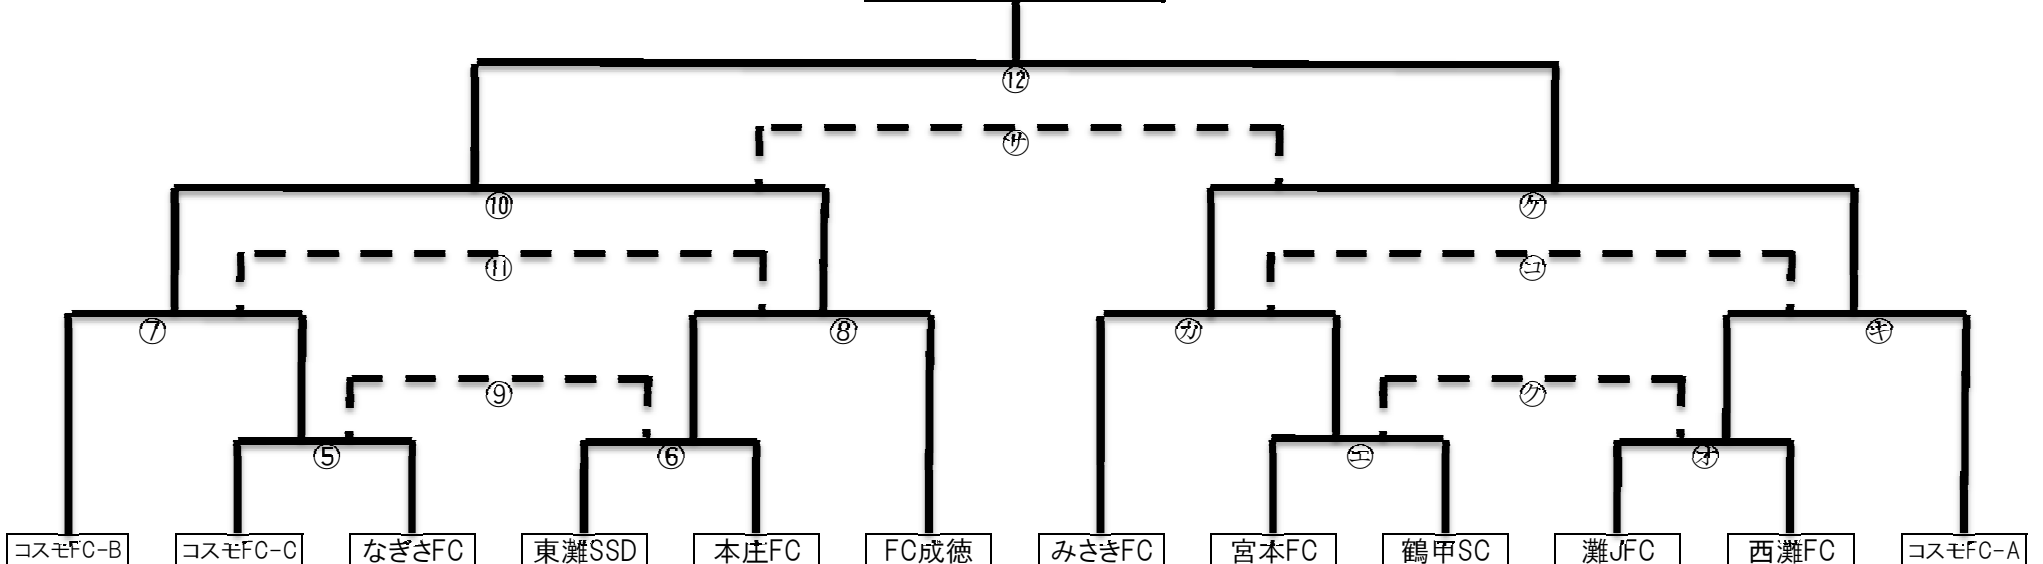 ⑫
㋚
⑩
㋘
⑪
㋙
⑦
⑧
㋕
㋖
⑨
㋗
⑤
⑥
㋓
㋔
コスモFC-B
コスモFC-C
なぎさFC
東灘SSD
本庄FC
FC成徳
みさきFC
宮本FC
鶴甲SC
灘JFC
西灘FC
コスモFC-A